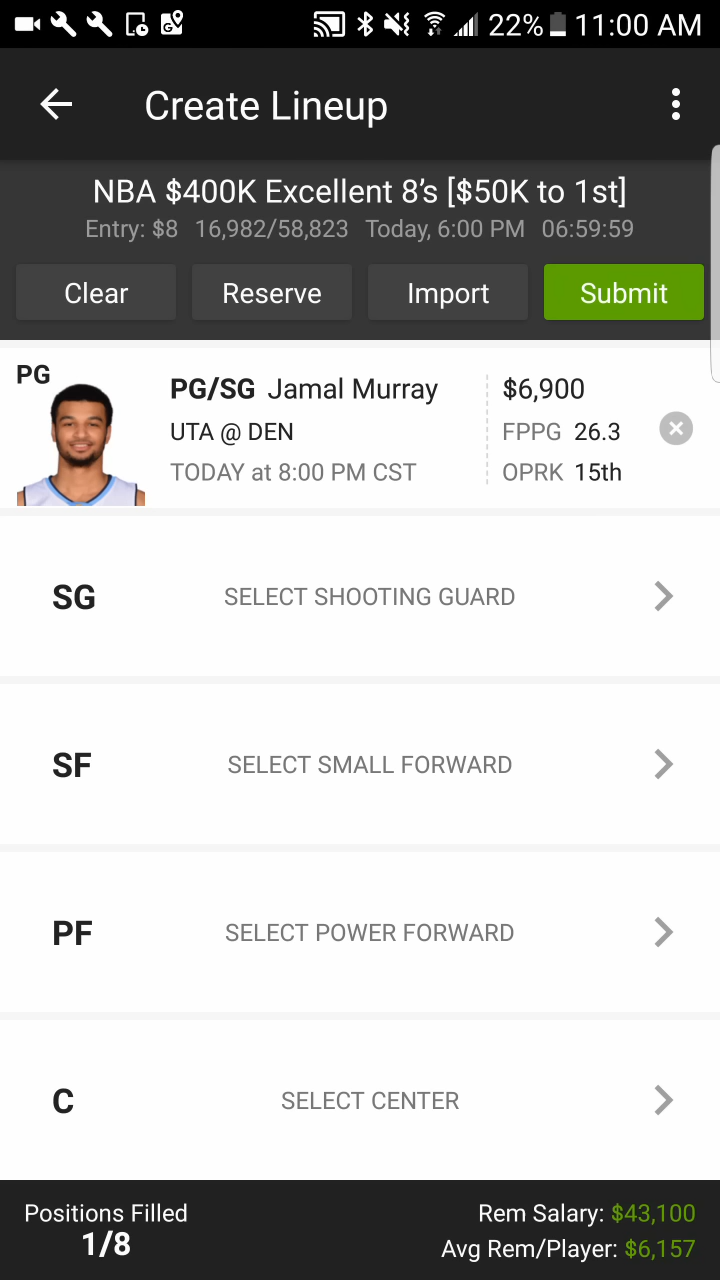 22% 11:00 AM
Create Lineup
NBA $400K Excellent 8's [$50K to 1st]
Entry: $8 16,982/58,823 Today, 6:00 PM 06:59:59
Clear Reserve Import Submit
PG
PG/SG Jamal Murray $6,900
UTA @ DEN FPPG 26.3
TODAY at 8:00 PM CST OPRK 15th
SG SELECT SHOOTING GUARD
SF SELECT SMALL FORWARD
PF SELECT POWER FORWARD
C SELECT CENTER
Positions Filled Rem Salary: $43,100
1/8 Avg Rem/Player: $6,157